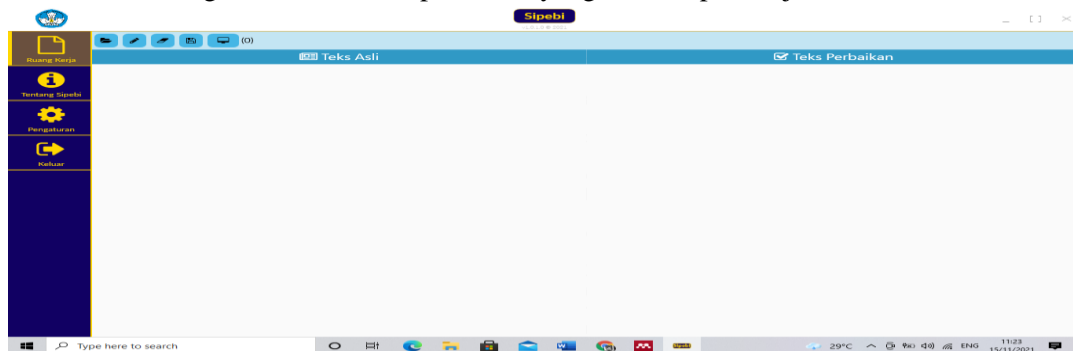 Sipebi
(0)
Teks Asli
Teks Perbaikan
Ruang Kerja
Tentang Sipebi
Pengaturan
Keluar
Type here to search
29°C
ENG
11:23
15/11/2021